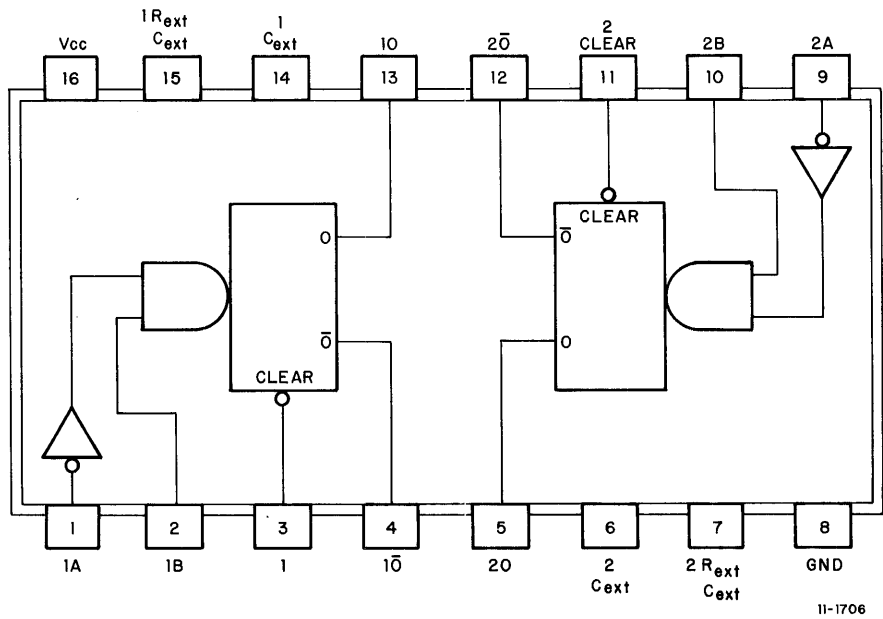 Vcc
1 Rext
Cext
1
Cext
1O
2O̅
2
CLEAR
2B
2A
16
15
14
13
12
11
10
9
CLEAR
O
O̅
O̅
O
CLEAR
1
2
3
4
5
6
7
8
1A
1B
1
1O̅
2O
2
Cext
2 Rext
Cext
GND
11-1706